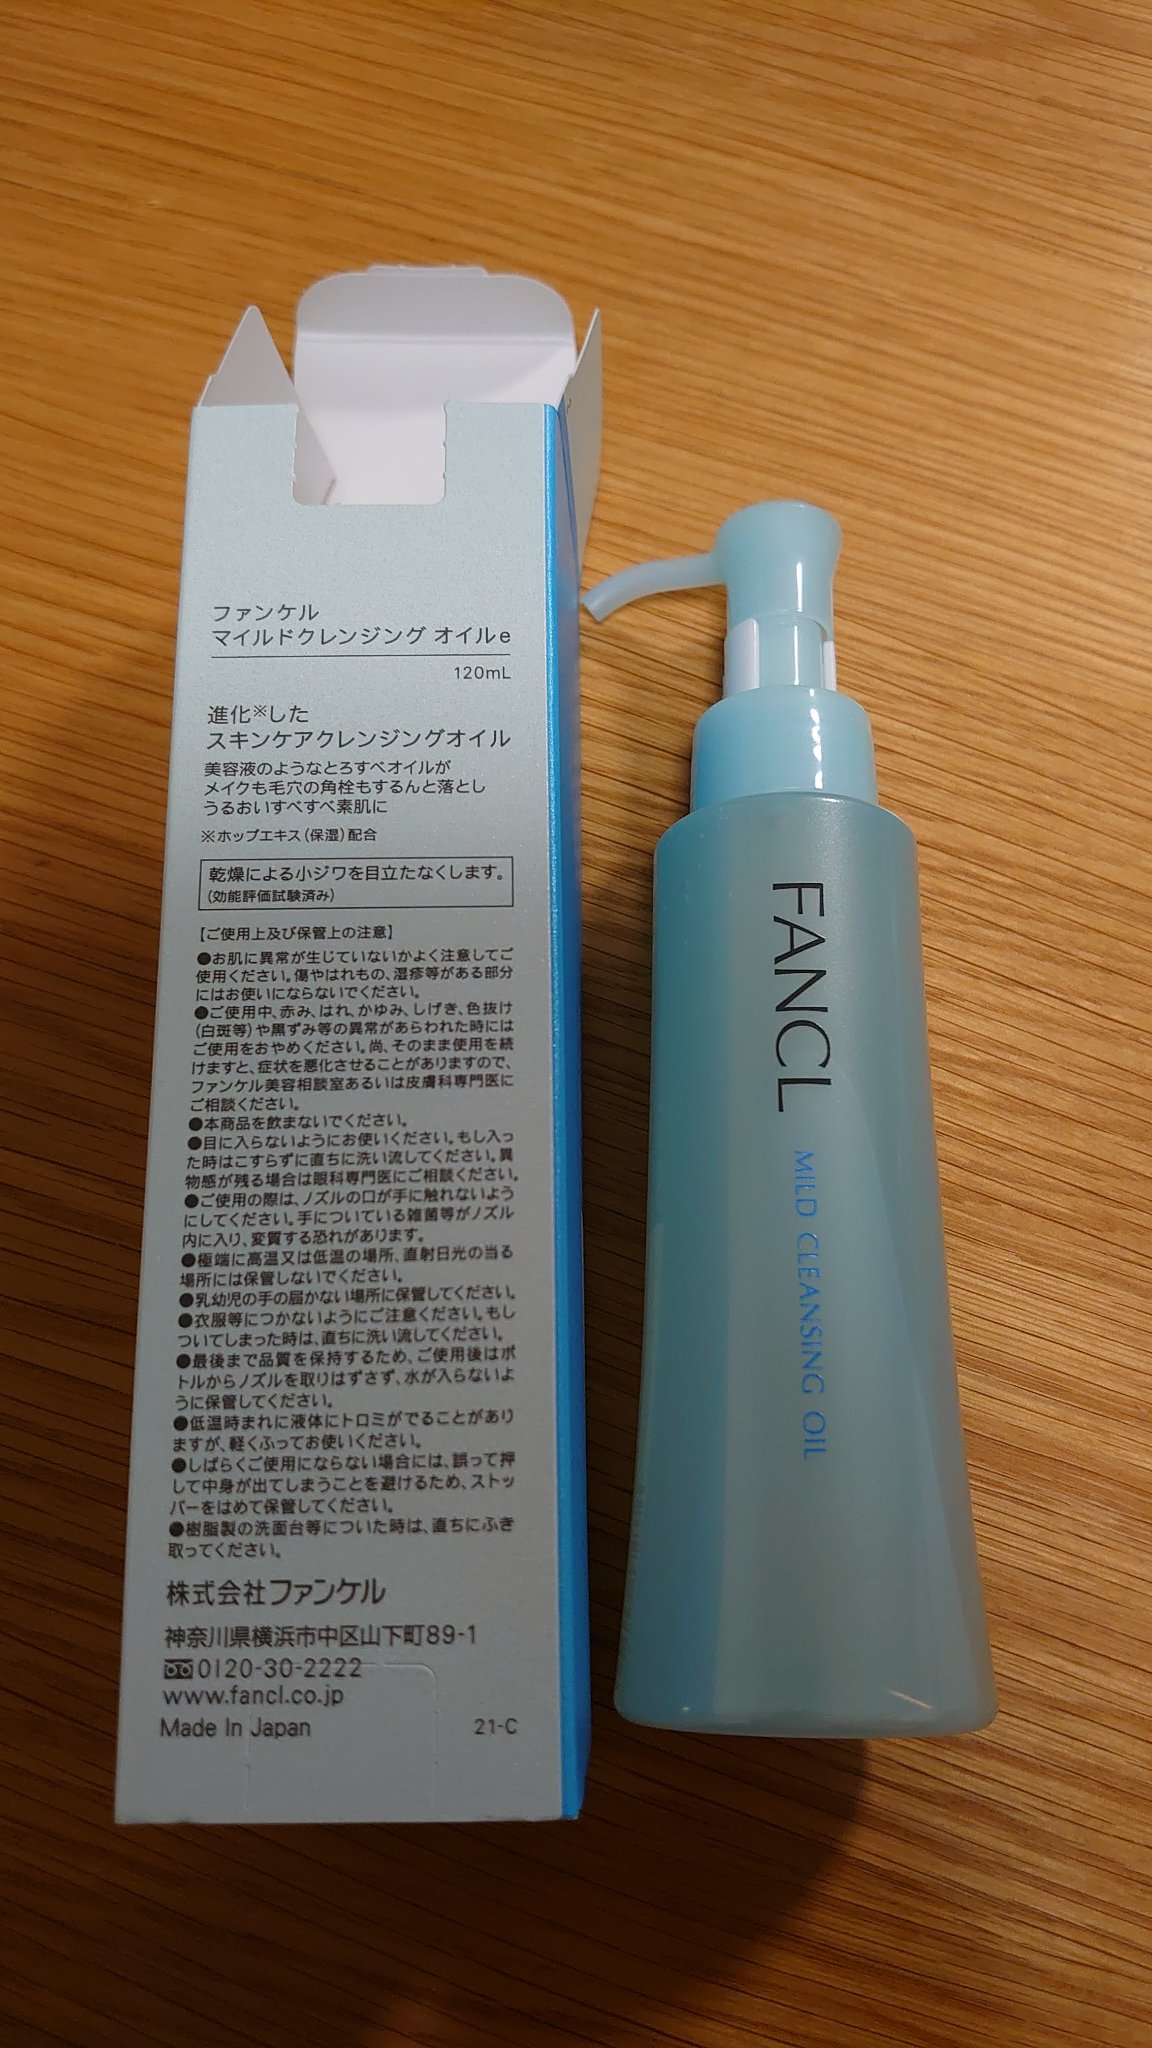 ファンケル
マイルドクレンジング オイルe
120mL
進化※した
スキンケアクレンジングオイル
美容液のようなとろすべオイルが
メイクも毛穴の角栓もするんと落とし
うるおいすべすべ素肌に
※ホップエキス(保湿)配合
乾燥による小ジワを目立たなくします。
(効能評価試験済み)
【ご使用上及び保管上の注意】
●お肌に異常が生じていないかよく注意してご
使用ください。傷やはれもの、湿疹等がある部分
にはお使いにならないでください。
●ご使用中、赤み、はれ、かゆみ、しげき、色抜け
(白斑等)や黒ずみ等の異常があらわれた時には
ご使用をおやめください。尚、そのまま使用を続
けますと、症状を悪化させることがありますので、
ファンケル美容相談室あるいは皮膚科専門医に
ご相談ください。
●本商品を飲まないでください。
●目に入らないようにお使いください。もし入っ
た時はこすらずに直ちに洗い流してください。異
物感が残る場合は眼科専門医にご相談ください。
●ご使用の際は、ノズルの口が手に触れないよう
にしてください。手についている雑菌等がノズル
内に入り、変質する恐れがあります。
●極端に高温又は低温の場所、直射日光の当る
場所には保管しないでください。
●乳幼児の手の届かない場所に保管してください。
●衣服等につかないようにご注意ください。もし
ついてしまった時は、直ちに洗い流してください。
●最後まで品質を保持するため、ご使用後はボ
トルからノズルを取りはずさず、水が入らないよ
うに保管してください。
●低温時まれに液体にトロミがでることがあり
ますが、軽くふってお使いください。
●しばらくご使用にならない場合には、誤って押
して中身が出てしまうことを避けるため、ストッ
パーをはめて保管してください。
●樹脂製の洗面台等についた時は、直ちにふき
取ってください。
株式会社ファンケル
神奈川県横浜市中区山下町89-1
0120-30-2222
www.fancl.co.jp
Made In Japan
21-C
FANCL
MILD CLEANSING OIL